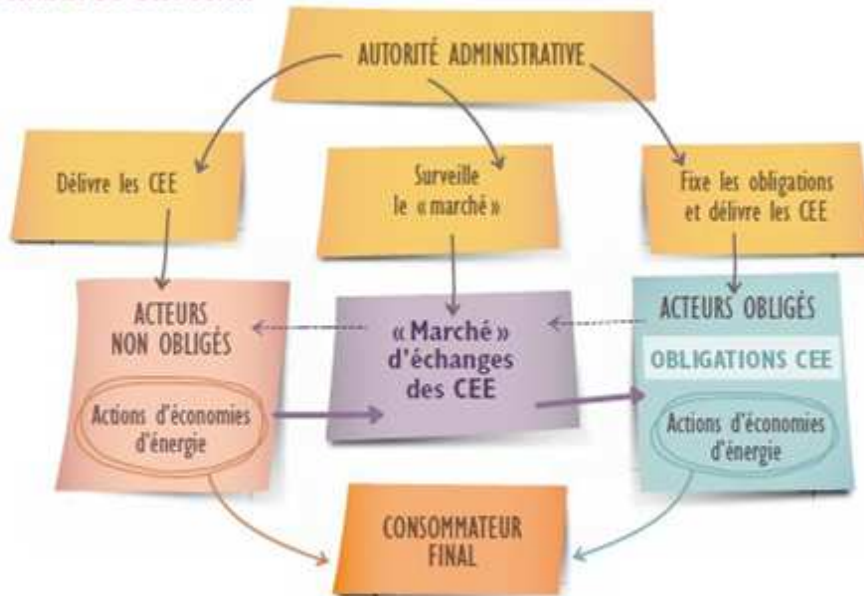 AUTORITÉ ADMINISTRATIVE
Délivre les CEE
Surveille
le « marché »
Fixe les obligations
et délivre les CEE
ACTEURS
NON OBLIGÉS
Actions d'économies
d'énergie
« Marché »
d'échanges
des CEE
ACTEURS OBLIGÉS
OBLIGATIONS CEE
Actions d'économies
d'énergie
CONSOMMATEUR
FINAL